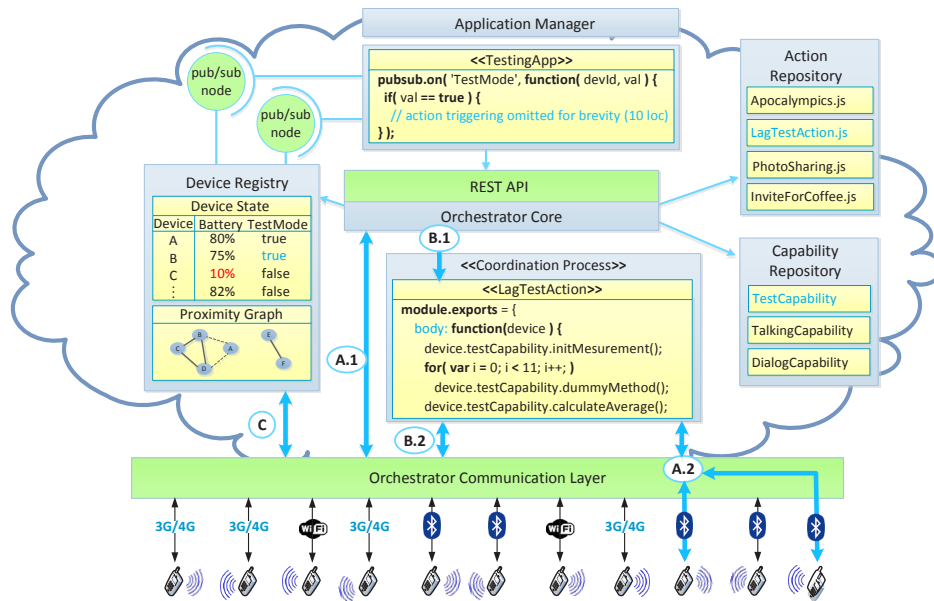 Application Manager
<<TestingApp>>
pubsub.on( 'TestMode', function( devId, val ) {
if( val == true ) {
// action triggering omitted for brevity (10 loc)
} );
pub/sub
node
pub/sub
node
Action
Repository
Apocalympics.js
LagTestAction.js
PhotoSharing.js
InviteForCoffee.js
Device Registry
Device State
Device Battery TestMode
A 80% true
B 75% true
C 10% false
⋮ 82% false
Proximity Graph
B
C
A
D
E
F
REST API
Orchestrator Core
B.1
<<Coordination Process>>
<<LagTestAction>>
module.exports = {
body: function(device ) {
device.testCapability.initMesurement();
for( var i = 0; i < 11; i++; )
device.testCapability.dummyMethod();
device.testCapability.calculateAverage();
Capability
Repository
TestCapability
TalkingCapability
DialogCapability
A.1
C
B.2
A.2
Orchestrator Communication Layer
3G/4G
3G/4G
WiFi
3G/4G
WiFi
3G/4G